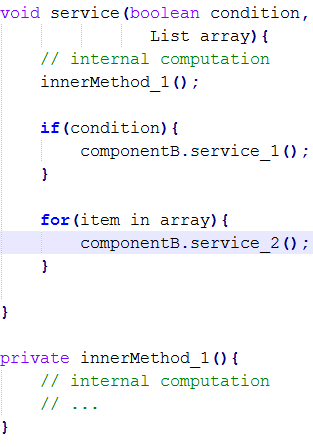 void service(boolean condition,
List array){
// internal computation
innerMethod_1();
if(condition){
componentB.service_1();
}
for(item in array){
componentB.service_2();
}
}
private innerMethod_1(){
// internal computation
// ...
}